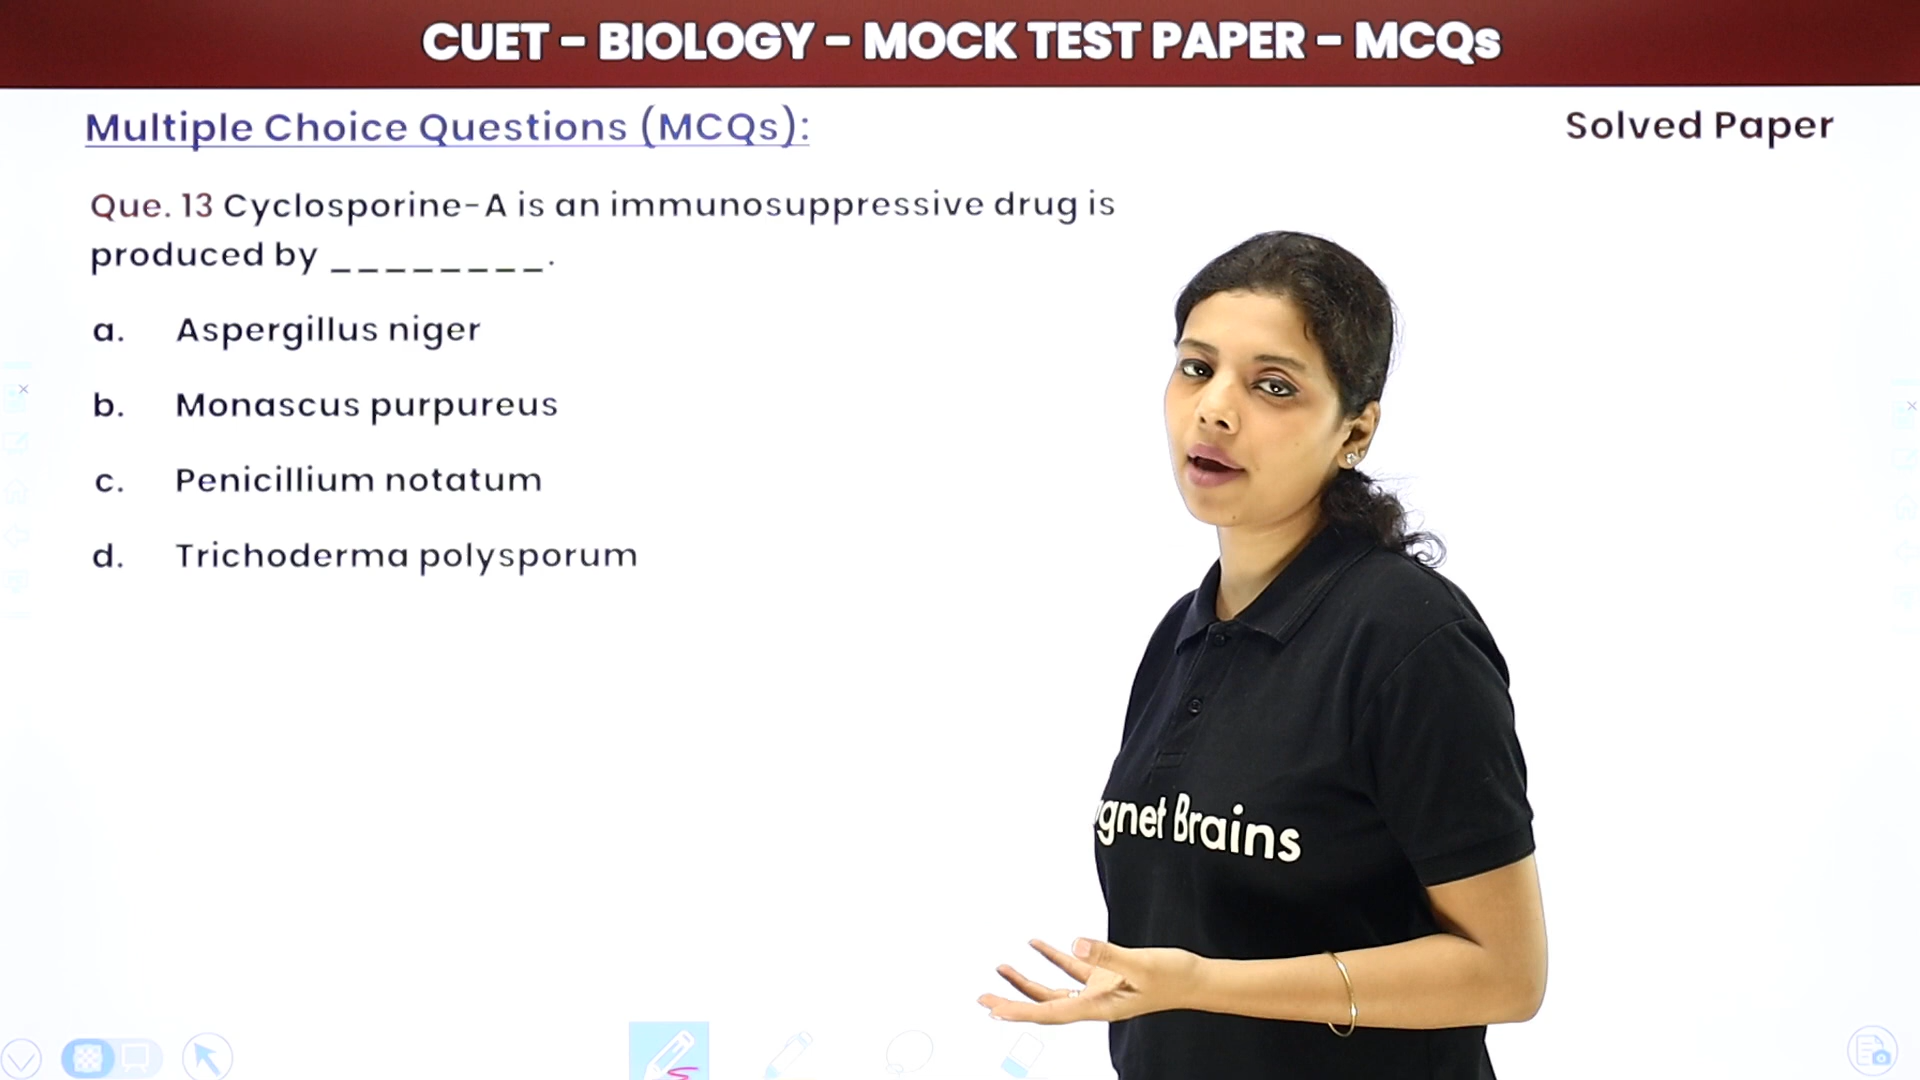 CUET - BIOLOGY - MOCK TEST PAPER - MCQs
Multiple Choice Questions (MCQs):
Solved Paper
Que. 13 Cyclosporine-A is an immunosuppressive drug is
produced by ________.
a. Aspergillus niger
b. Monascus purpureus
c. Penicillium notatum
d. Trichoderma polysporum
gnet Brains